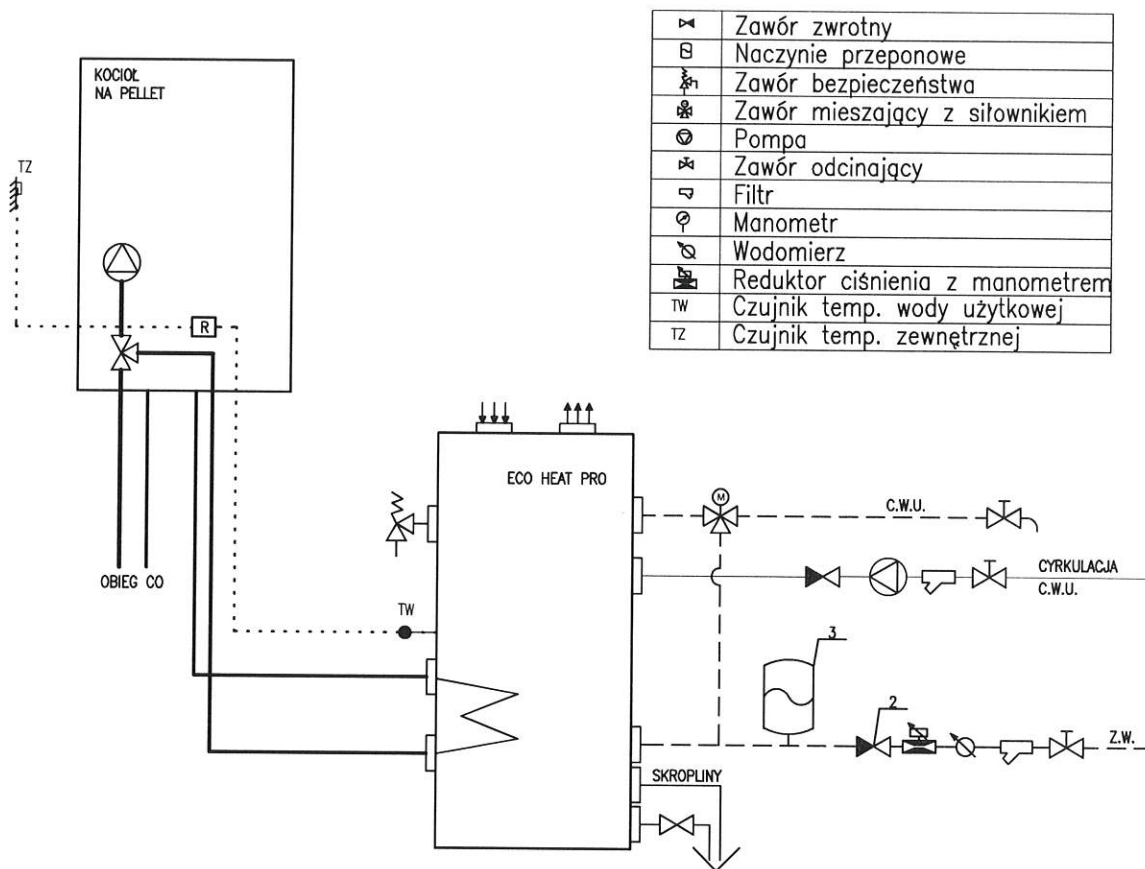 Zawór zwrotny
Naczynie przeponowe
Zawór bezpieczeństwa
Zawór mieszający z siłownikiem
Pompa
Zawór odcinający
Filtr
Manometr
Wodomierz
Reduktor ciśnienia z manometrem
TW Czujnik temp. wody użytkowej
TZ Czujnik temp. zewnętrznej
KOCIOŁ
NA PELLET
TZ
R
OBIEG CO
TW
ECO HEAT PRO
M
C.W.U.
CYRKULACJA
C.W.U.
3
2
Z.W.
SKROPLINY